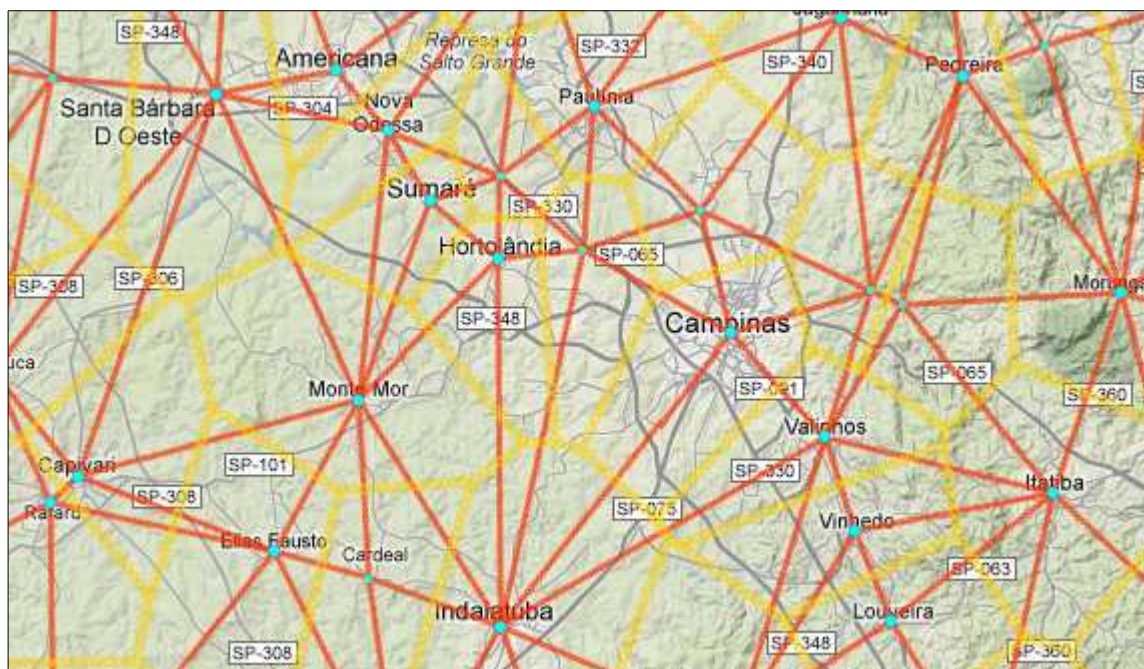 SP-348
Americana
Represa do
Salto Grande
SP-332
SP-340
Pedreira
Santa Bárbara
D Oeste
SP-304
Nova
Odessa
Paulínia
Sumaré
SP-330
Hortolândia
SP-065
SP-308
SP-306
Morunga
SP-348
Campinas
SP-091
SP-065
SP-360
Monte Mor
Valinhos
Capivari
SP-101
SP-330
Itatiba
SP-308
SP-075
Vinhedo
Elias Fausto
Cardeal
SP-063
Indaiatuba
Louveira
SP-308
SP-348
SP-360